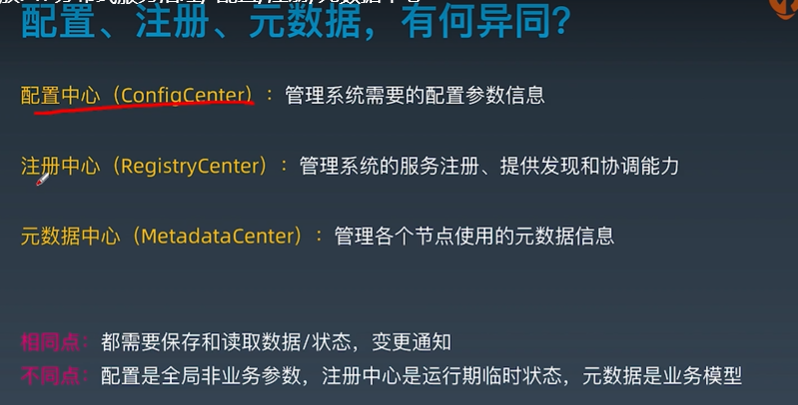 配置、注册、元数据，有何异同？
配置中心（ConfigCenter）：管理系统需要的配置参数信息
注册中心（RegistryCenter）：管理系统的服务注册、提供发现和协调能力
元数据中心（MetadataCenter）：管理各个节点使用的元数据信息
相同点：都需要保存和读取数据/状态，变更通知
不同点：配置是全局非业务参数，注册中心是运行期临时状态，元数据是业务模型